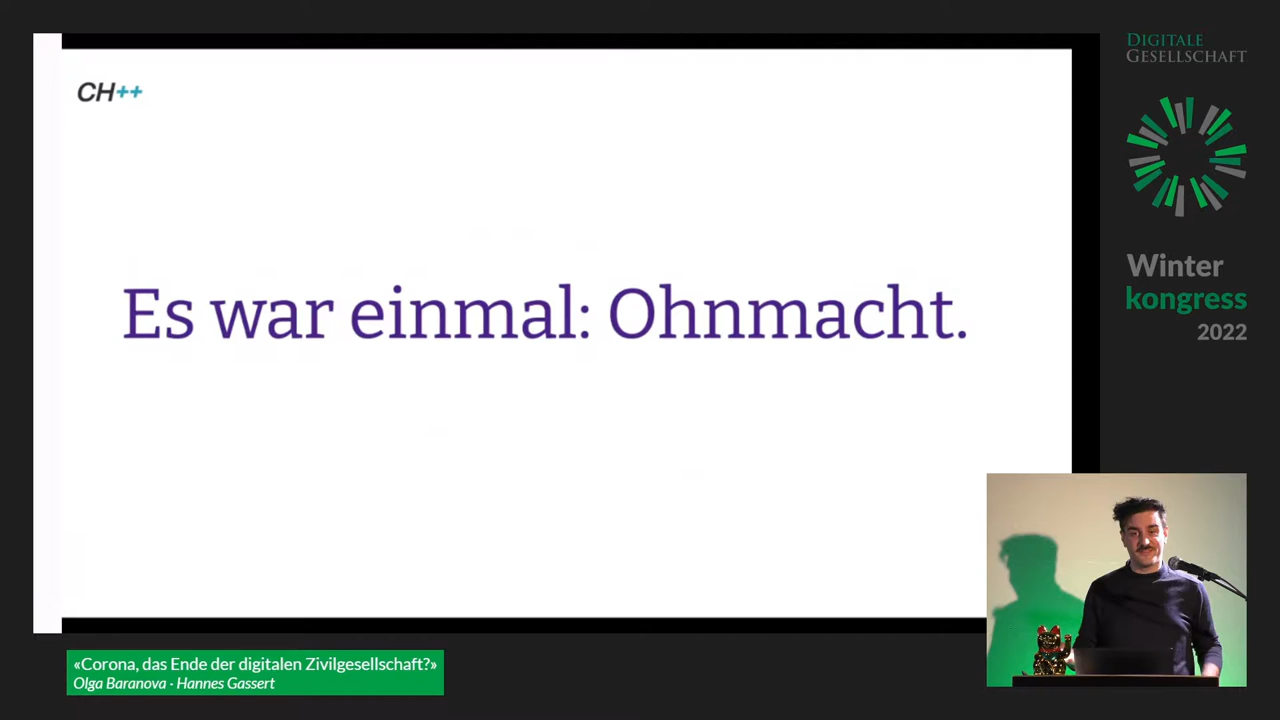 CH++
Es war einmal: Ohnmacht.
DIGITALE
GESELLSCHAFT
Winter
kongress
2022
«Corona, das Ende der digitalen Zivilgesellschaft?»
Olga Baranova · Hannes Gassert